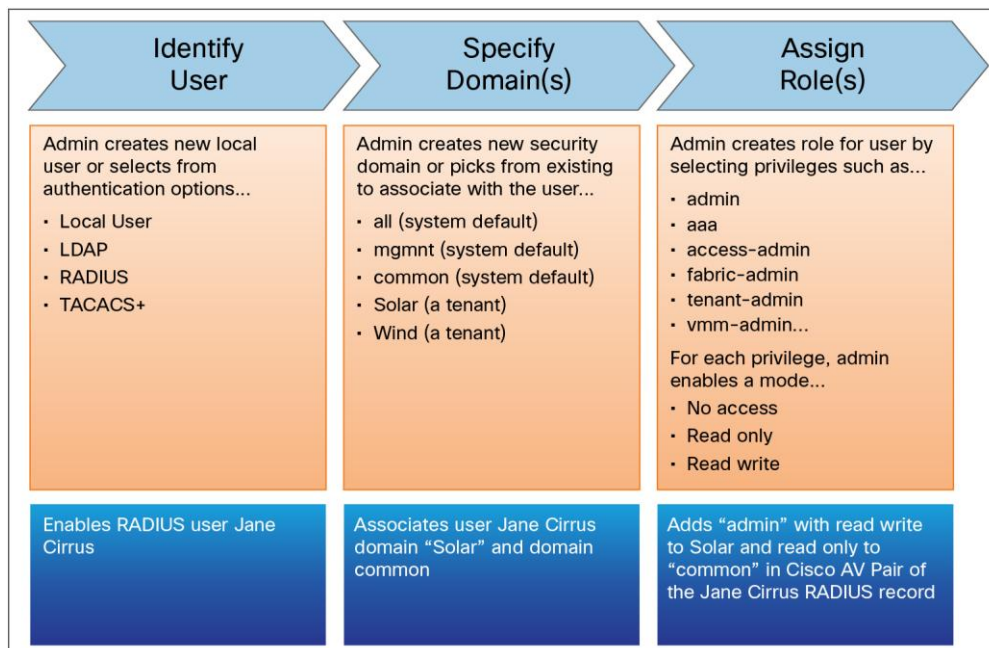 Identify
User
Specify
Domain(s)
Assign
Role(s)
Admin creates new local
user or selects from
authentication options...
• Local User
• LDAP
• RADIUS
• TACACS+
Admin creates new security
domain or picks from existing
to associate with the user...
• all (system default)
• mgmnt (system default)
• common (system default)
• Solar (a tenant)
• Wind (a tenant)
Admin creates role for user by
selecting privileges such as...
• admin
• aaa
• access-admin
• fabric-admin
• tenant-admin
• vmm-admin...
For each privilege, admin
enables a mode...
• No access
• Read only
• Read write
Enables RADIUS user Jane
Cirrus
Associates user Jane Cirrus
domain “Solar” and domain
common
Adds “admin” with read write
to Solar and read only to
“common” in Cisco AV Pair of
the Jane Cirrus RADIUS record